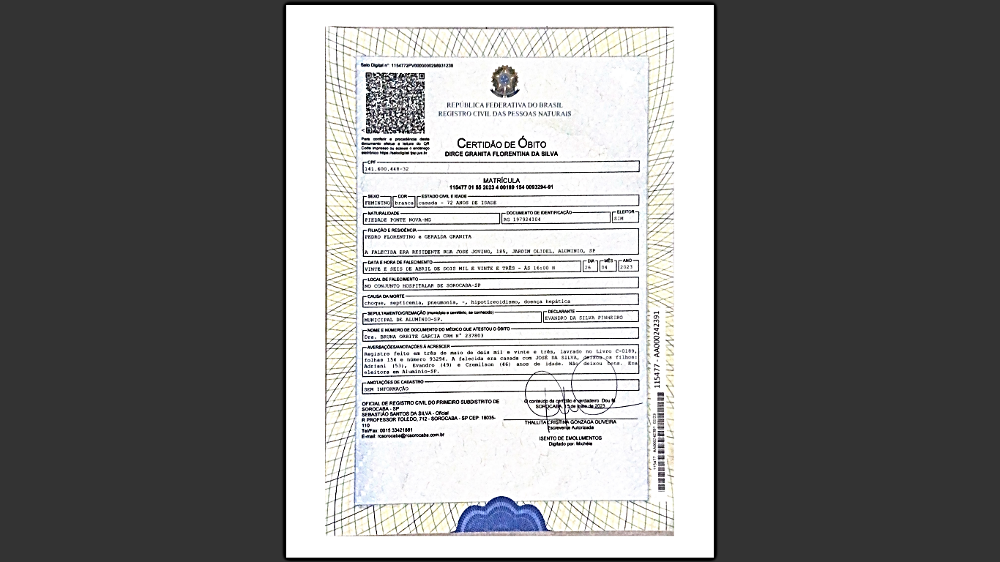 Selo Digital nº: 1154772PV0000000298931239
REPÚBLICA FEDERATIVA DO BRASIL
REGISTRO CIVIL DAS PESSOAS NATURAIS
Para conferir a procedência deste
documento efetue a leitura do QR
Code impresso ou acesse o endereço
eletrônico https://selodigital.tjsp.jus.br
CERTIDÃO DE ÓBITO
DIRCE GRANITA FLORENTINA DA SILVA
CPF
141.600.448-32
MATRÍCULA
115477 01 55 2023 4 00189 154 0093294-91
SEXO COR ESTADO CIVIL E IDADE
FEMININO branca casada - 72 ANOS DE IDADE
NATURALIDADE DOCUMENTO DE IDENTIFICAÇÃO ELEITOR
PIEDADE PONTE NOVA-MG RG 197924104 SIM
FILIAÇÃO E RESIDÊNCIA
PEDRO FLORENTINO e GERALDA GRANITA
A FALECIDA ERA RESIDENTE RUA JOSE JOVINO, 185, JARDIM OLIDEL, ALUMINIO, SP
DATA E HORA DE FALECIMENTO DIA MÊS ANO
VINTE E SEIS DE ABRIL DE DOIS MIL E VINTE E TRÊS - ÀS 16:00 H 26 04 2023
LOCAL DE FALECIMENTO
NO CONJUNTO HOSPITALAR DE SOROCABA-SP
CAUSA DA MORTE
choque, septicemia, pneumonia, -, hipotireoidismo, doença hepática
SEPULTAMENTO/CREMAÇÃO (município e cemitério, se conhecido) DECLARANTE
MUNICIPAL DE ALUMÍNIO-SP. EVANDRO DA SILVA PINHEIRO
NOME E NÚMERO DE DOCUMENTO DO MÉDICO QUE ATESTOU O ÓBITO
Dra. BRUNA ORBITE GARCIA CRM N° 237803
AVERBAÇÕES/ANOTAÇÕES À ACRESCER
Registro feito em três de maio de dois mil e vinte e três, lavrado no Livro C-0189,
folhas 154 e número 93294. A falecida era casada com JOSÉ DA SILVA, deixou os filhos:
Adriani (53), Evandro (49) e Cremilson (46) anos de idade. Não deixou bens. Era
eleitora em Alumínio-SP.
ANOTAÇÕES DE CADASTRO
SEM INFORMAÇÃO
OFICIAL DE REGISTRO CIVIL DO PRIMEIRO SUBDISTRITO DE
SOROCABA - SP
SEBASTIÃO SANTOS DA SILVA - Oficial
R PROFESSOR TOLEDO, 712 - SOROCABA - SP CEP: 18035-
110
Tel/Fax: 0015 33421881
E-mail: rcsorocaba@rcsorocaba.com.br
O conteúdo da certidão é verdadeiro. Dou fé.
SOROCABA, 15 de maio de 2023
THALLITA CRISTINA GONZAGA OLIVEIRA
Escrevente Autorizada
ISENTO DE EMOLUMENTOS
Digitado por: Michele
115477 - AA000242391
115477 AA000242391 02/23